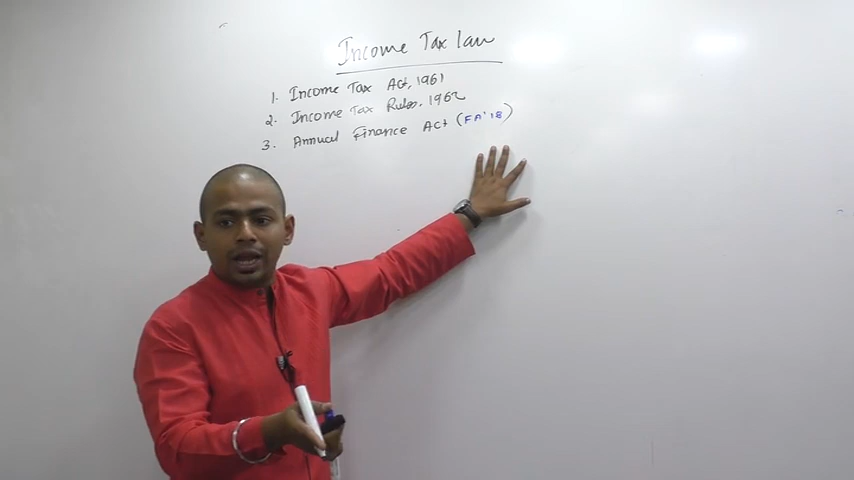 Income Tax law
1. Income Tax Act, 1961
2. Income Tax Rules, 1962
3. Annual Finance Act (FA'18)